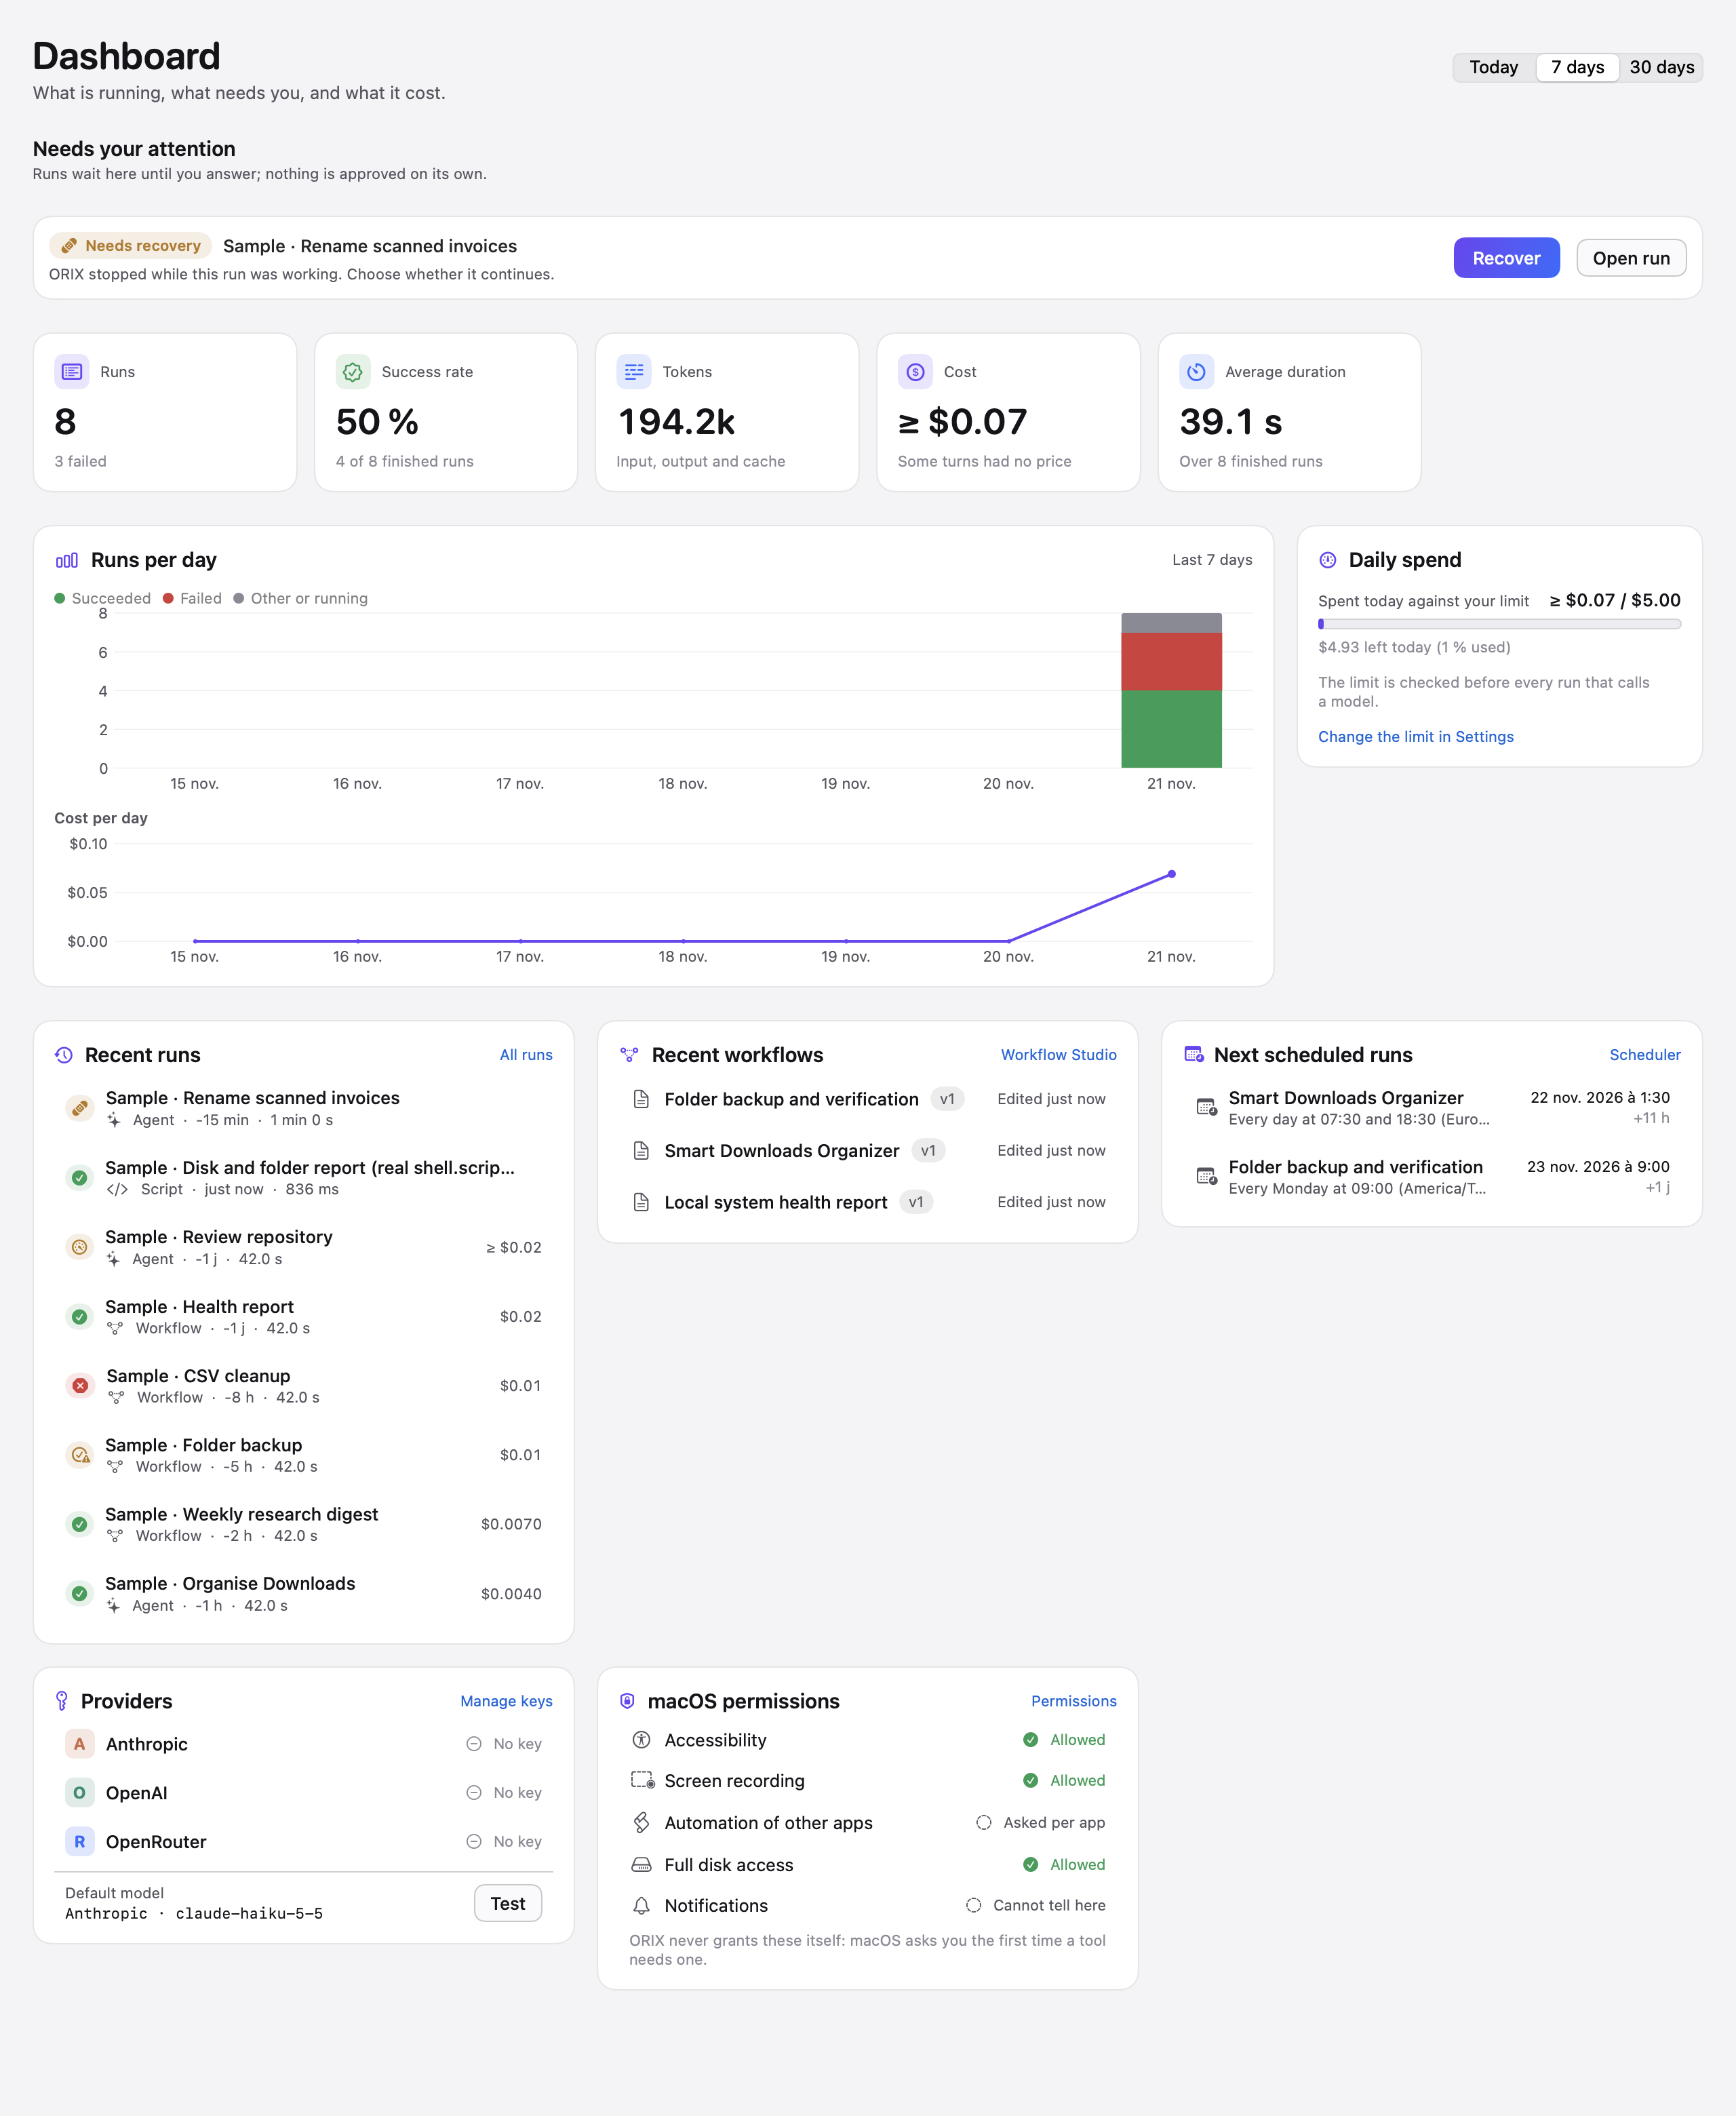 Dashboard
What is running, what needs you, and what it cost.
Today 7 days 30 days
Needs your attention
Runs wait here until you answer; nothing is approved on its own.
Needs recovery Sample · Rename scanned invoices
ORIX stopped while this run was working. Choose whether it continues.
Recover Open run
Runs
8
3 failed
Success rate
50 %
4 of 8 finished runs
Tokens
194.2k
Input, output and cache
Cost
≥ $0.07
Some turns had no price
Average duration
39.1 s
Over 8 finished runs
Runs per day Last 7 days
Succeeded Failed Other or running
8
6
4
2
0
15 nov. 16 nov. 17 nov. 18 nov. 19 nov. 20 nov. 21 nov.
Cost per day
$0.10
$0.05
$0.00
15 nov. 16 nov. 17 nov. 18 nov. 19 nov. 20 nov. 21 nov.
Daily spend
Spent today against your limit ≥ $0.07 / $5.00
$4.93 left today (1 % used)
The limit is checked before every run that calls
a model.
Change the limit in Settings
Recent runs All runs
Sample · Rename scanned invoices
Agent · -15 min · 1 min 0 s
Sample · Disk and folder report (real shell.scrip...
Script · just now · 836 ms
Sample · Review repository
Agent · -1 j · 42.0 s ≥ $0.02
Sample · Health report
Workflow · -1 j · 42.0 s $0.02
Sample · CSV cleanup
Workflow · -8 h · 42.0 s $0.01
Sample · Folder backup
Workflow · -5 h · 42.0 s $0.01
Sample · Weekly research digest
Workflow · -2 h · 42.0 s $0.0070
Sample · Organise Downloads
Agent · -1 h · 42.0 s $0.0040
Recent workflows Workflow Studio
Folder backup and verification v1 Edited just now
Smart Downloads Organizer v1 Edited just now
Local system health report v1 Edited just now
Next scheduled runs Scheduler
Smart Downloads Organizer 22 nov. 2026 à 1:30
Every day at 07:30 and 18:30 (Euro... +11 h
Folder backup and verification 23 nov. 2026 à 9:00
Every Monday at 09:00 (America/T... +1 j
Providers Manage keys
A Anthropic No key
O OpenAI No key
R OpenRouter No key
Default model
Anthropic · claude-haiku-5-5
Test
macOS permissions Permissions
Accessibility Allowed
Screen recording Allowed
Automation of other apps Asked per app
Full disk access Allowed
Notifications Cannot tell here
ORIX never grants these itself: macOS asks you the first time a tool
needs one.